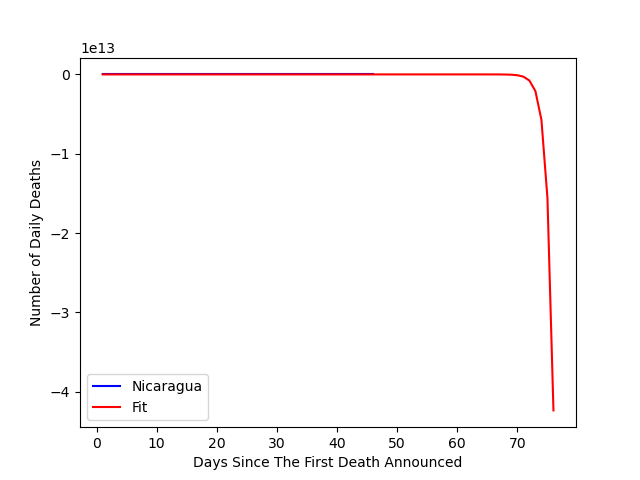 1e13
0
−1
−2
−3
−4
Number of Daily Deaths
Nicaragua
Fit
0 10 20 30 40 50 60 70
Days Since The First Death Announced